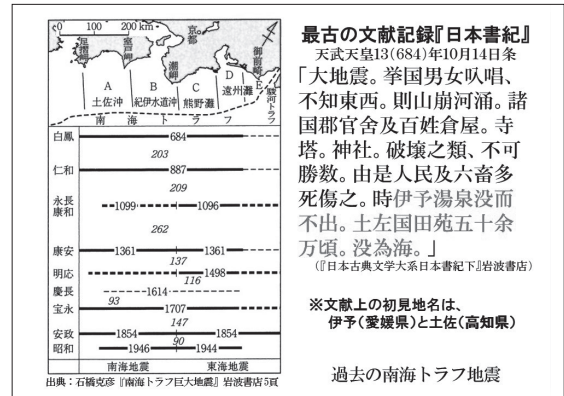 0 100 200 km
足摺岬
室戸岬
潮岬
京都
御前崎
A
B
C
D
E
土佐沖
紀伊水道沖
熊野灘
遠州灘
駿河トラフ
南海トラフ
白鳳
684
203
仁和
887
209
永長
康和
1099
1096
262
康安
1361
1361
137
明応
1498
116
慶長
1614
93
宝永
1707
147
安政
1854
1854
90
昭和
1946
1944
南海地震
東海地震
出典：石橋克彦『南海トラフ巨大地震』岩波書店5頁
最古の文献記録『日本書紀』
天武天皇13(684)年10月14日条
「大地震。挙国男女叺唱、
不知東西。則山崩河涌。諸
国郡官舎及百姓倉屋。寺
塔。神社。破壊之類、不可
勝数。由是人民及六畜多
死傷之。時伊予湯泉没而
不出。土左国田苑五十余
万頃。没為海。」
（『日本古典文学大系日本書紀下』岩波書店）
※文献上の初見地名は、
伊予（愛媛県）と土佐（高知県）
過去の南海トラフ地震